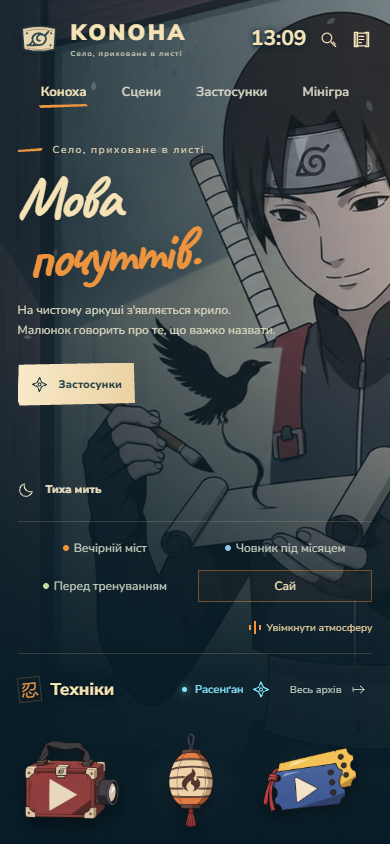 KONOHA
Село, приховане в листі
13:09
Коноха Сцени Застосунки Мінігра
Село, приховане в листі
Мова
почуттів.
На чистому аркуші з'являється крило.
Малюнок говорить про те, що важко назвати.
Застосунки
Тиха мить
Вечірній міст Човник під місяцем
Перед тренуванням Сай
Увімкнути атмосферу
忍 Техніки Расенґан Весь архів